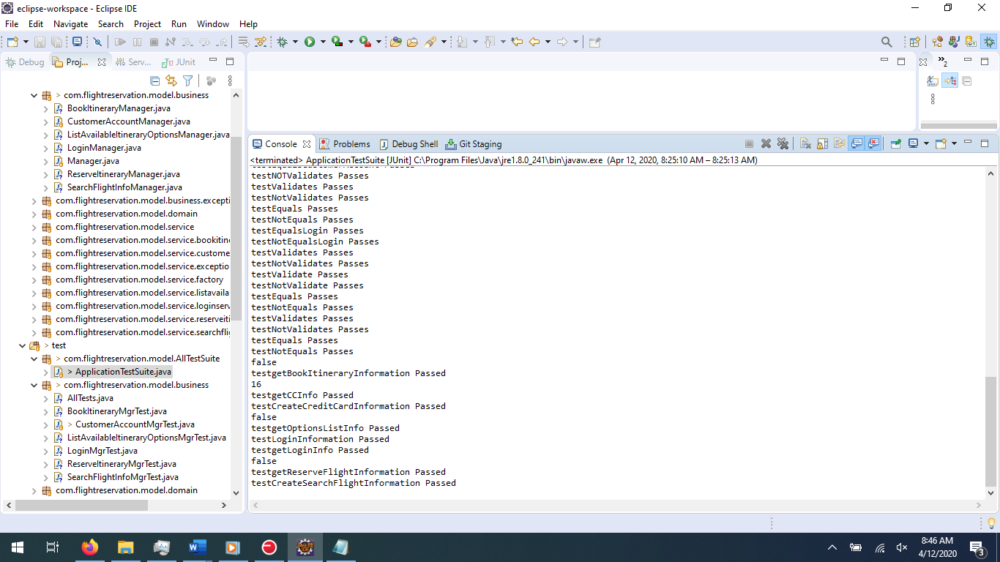 eclipse-workspace - Eclipse IDE
File Edit Navigate Search Project Run Window Help
Debug Proj... Serv... JUnit
com.flightreservation.model.business
BookItineraryManager.java
CustomerAccountManager.java
ListAvailableItineraryOptionsManager.java
LoginManager.java
Manager.java
ReserveItineraryManager.java
SearchFlightInfoManager.java
com.flightreservation.model.business.excepti
com.flightreservation.model.domain
com.flightreservation.model.service
com.flightreservation.model.service.bookitine
com.flightreservation.model.service.custome
com.flightreservation.model.service.exceptio
com.flightreservation.model.service.factory
com.flightreservation.model.service.listavaila
com.flightreservation.model.service.loginserv
com.flightreservation.model.service.reserveiti
com.flightreservation.model.service.searchfli
> test
> com.flightreservation.model.AllTestSuite
> ApplicationTestSuite.java
> com.flightreservation.model.business
AllTests.java
BookItineraryMgrTest.java
> CustomerAccountMgrTest.java
ListAvailableItineraryOptionsMgrTest.java
LoginMgrTest.java
ReserveItineraryMgrTest.java
SearchFlightInfoMgrTest.java
com.flightreservation.model.domain
2
Console Problems Debug Shell Git Staging
<terminated> ApplicationTestSuite [JUnit] C:\Program Files\Java\jre1.8.0_241\bin\javaw.exe (Apr 12, 2020, 8:25:10 AM – 8:25:13 AM)
testNOTValidates Passes
testValidates Passes
testNotValidates Passes
testEquals Passes
testNotEquals Passes
testEqualsLogin Passes
testNotEqualsLogin Passes
testValidates Passes
testNotValidates Passes
testValidate Passes
testNotValidate Passes
testEquals Passes
testNotEquals Passes
testValidates Passes
testNotValidates Passes
testEquals Passes
testNotEquals Passes
false
testgetBookItineraryInformation Passed
16
testgetCCInfo Passed
testCreateCreditCardInformation Passed
false
testgetOptionsListInfo Passed
testLoginInformation Passed
testgetLoginInfo Passed
false
testgetReserveFlightInformation Passed
testCreateSearchFlightInformation Passed
8:46 AM
4/12/2020
3